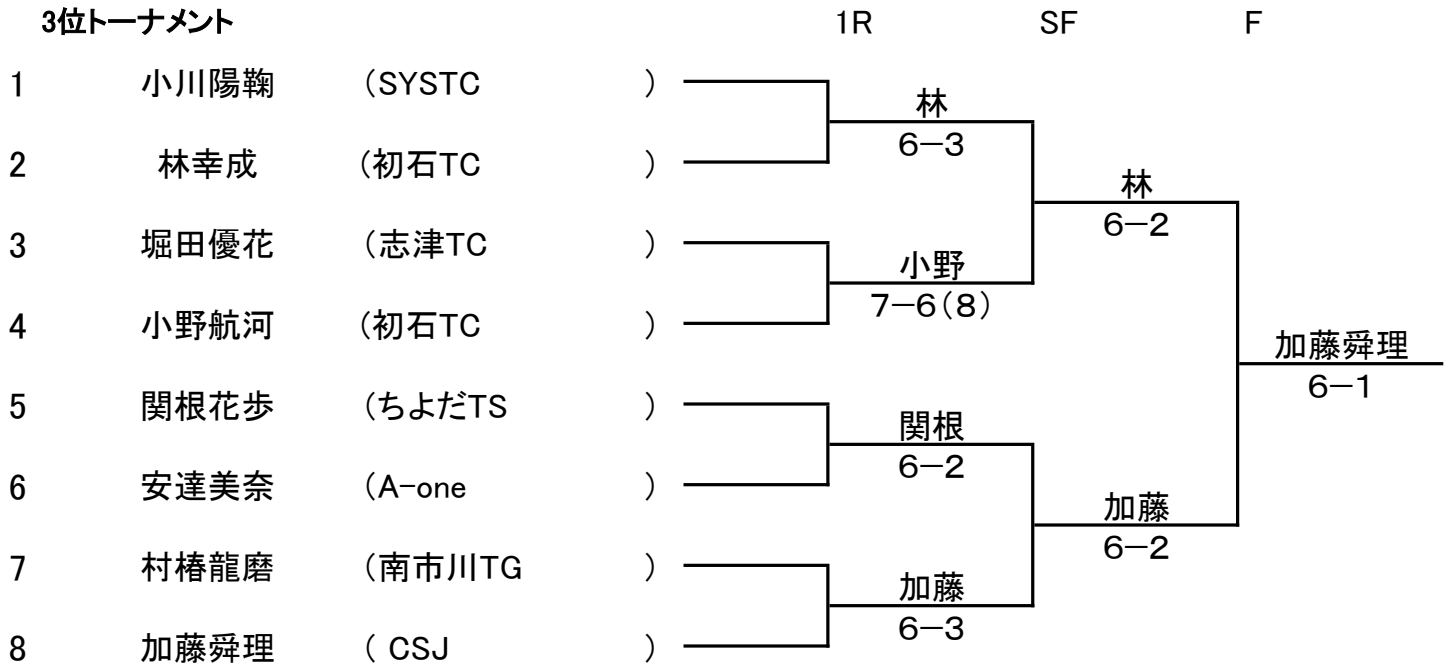 3位トーナメント 1R SF F
1 小川陽鞠 (SYSTC )
林
6-3
2 林幸成 (初石TC )
林
6-2
3 堀田優花 (志津TC )
小野
7-6(8)
4 小野航河 (初石TC )
加藤舜理
6-1
5 関根花歩 (ちよだTS )
関根
6-2
6 安達美奈 (A-one )
加藤
6-2
7 村椿龍磨 (南市川TG )
加藤
6-3
8 加藤舜理 ( CSJ )